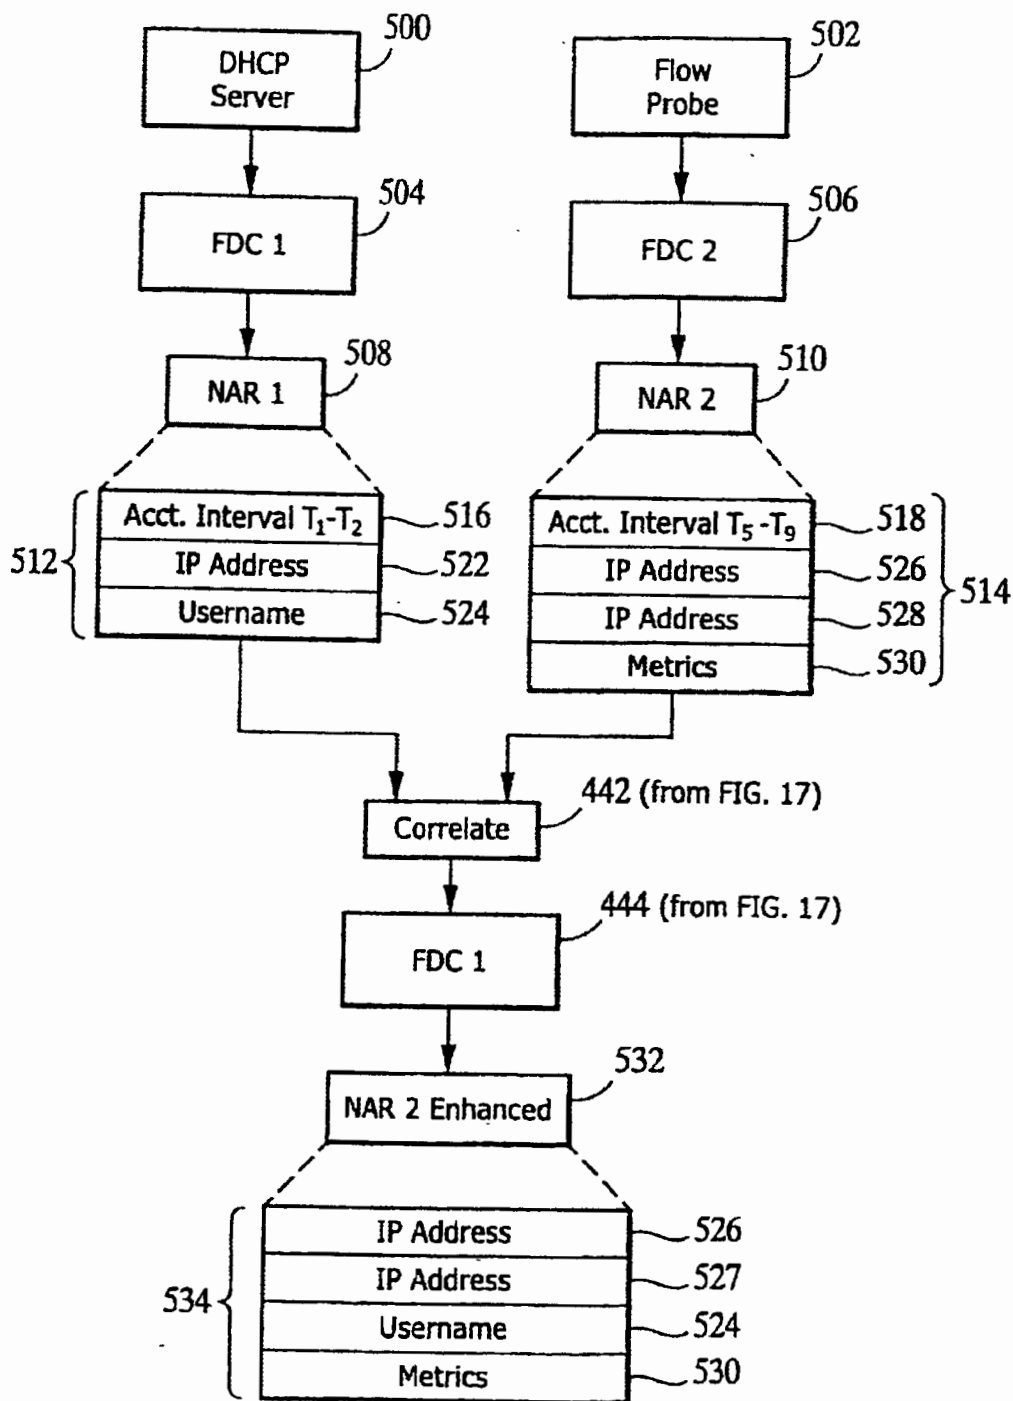 500
DHCP
Server
502
Flow
Probe
504
FDC 1
506
FDC 2
508
NAR 1
510
NAR 2
512
Acct. Interval T₁-T₂
516
IP Address
522
Username
524
Acct. Interval T₅-T₉
518
IP Address
526
IP Address
528
Metrics
530
514
Correlate
442 (from FIG. 17)
FDC 1
444 (from FIG. 17)
NAR 2 Enhanced
532
534
IP Address
526
IP Address
527
Username
524
Metrics
530